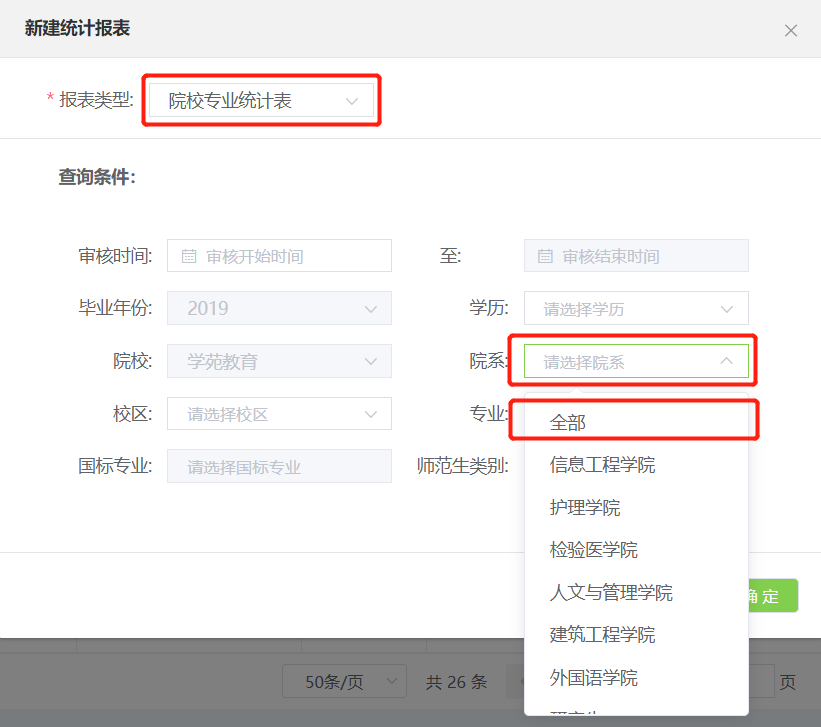 新建统计报表
* 报表类型: 院校专业统计表
查询条件:
审核时间: 审核开始时间 至: 审核结束时间
毕业年份: 2019 学历: 请选择学历
院校: 学苑教育 院系: 请选择院系
校区: 请选择校区 专业:
全部
国标专业: 请选择国标专业 师范生类别:
信息工程学院
护理学院
检验医学院
人文与管理学院
确 定
建筑工程学院
外国语学院
50条/页 共 26 条 页